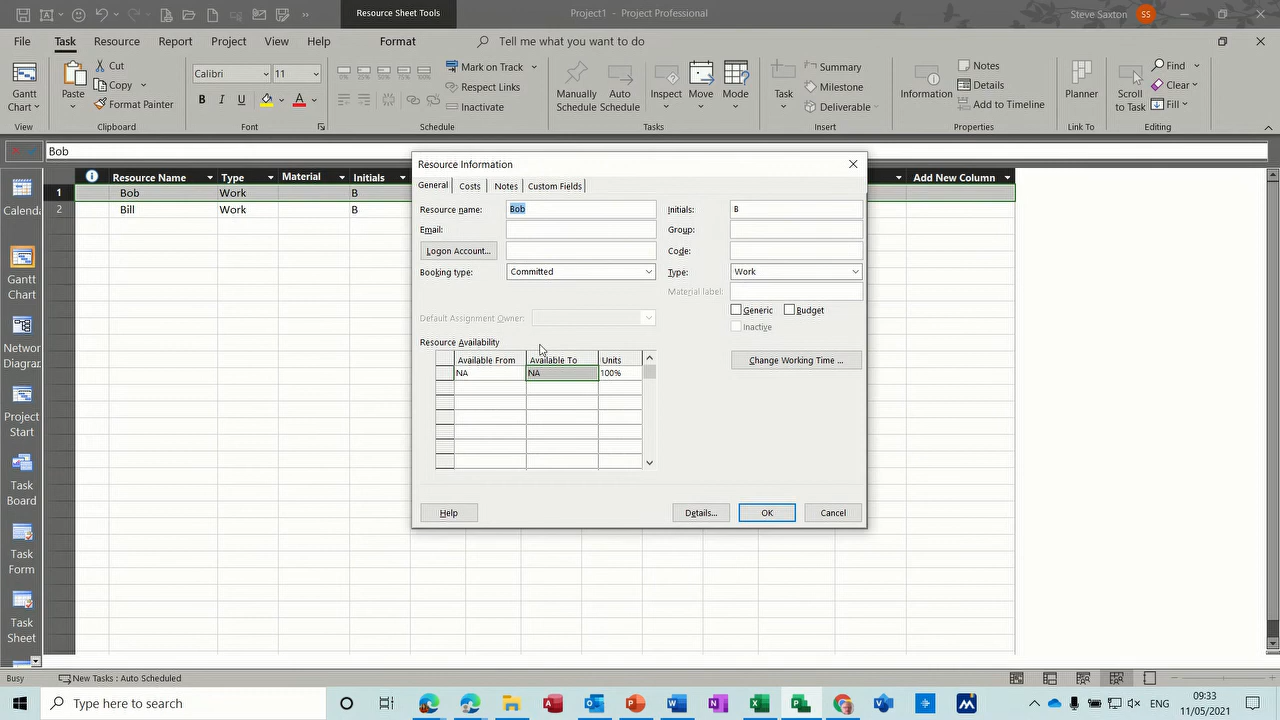 Resource Sheet Tools
Project1 - Project Professional
Steve Saxton
SS
File
Task
Resource
Report
Project
View
Help
Format
Tell me what you want to do
Gantt Chart
View
Paste
Cut
Copy
Format Painter
Clipboard
Calibri
11
B I U
A
Font
Mark on Track
Respect Links
Inactivate
Schedule
Manually Schedule
Auto Schedule
Inspect
Move
Mode
Tasks
Task
Summary
Milestone
Deliverable
Insert
Information
Notes
Details
Add to Timeline
Properties
Planner
Link To
Scroll to Task
Find
Clear
Fill
Editing
Bob
Resource Name
Type
Material
Initials
Add New Column
1 Bob Work B
2 Bill Work B
Calenda
Gantt Chart
Networ
Diagrar
Project Start
Task Board
Task Form
Task Sheet
Resource Information
General
Costs
Notes
Custom Fields
Resource name: Bob
Initials: B
Email:
Group:
Logon Account...
Code:
Booking type: Committed
Type: Work
Material label:
Generic
Budget
Default Assignment Owner:
Inactive
Resource Availability
Change Working Time ...
Available From Available To Units
NA NA 100%
Help
Details...
OK
Cancel
Busy
New Tasks : Auto Scheduled
Type here to search
ENG
09:33
11/05/2021